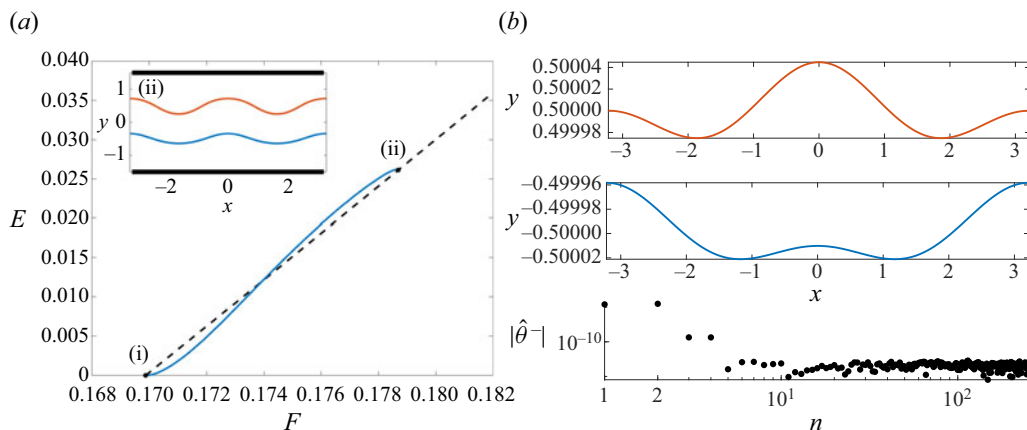 (a)
0.040
0.035
0.030
0.025
0.020
0.015
0.010
0.005
0
E
(ii)
1
y 0
–1
–2 0 2
x
(ii)
(i)
0.168 0.170 0.172 0.174 0.176 0.178 0.180 0.182
F
(b)
0.50004
y 0.50000
0.49998
–3 –2 –1 0 1 2 3
–0.49996
–0.49998
y –0.50000
–0.50002
–3 –2 –1 0 1 2 3
x
|θ̂⁻| 10⁻¹⁰
1 2 10¹ 10²
n